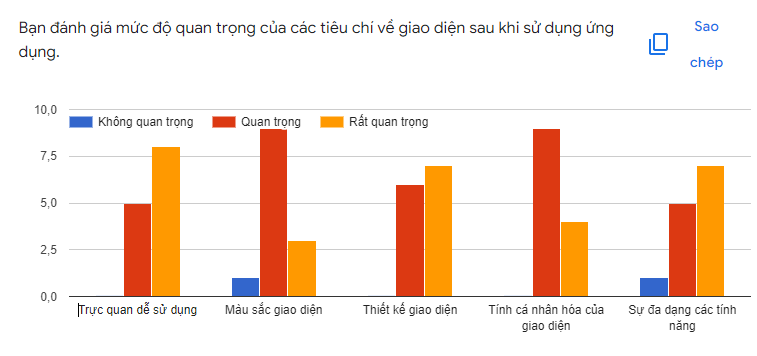 Bạn đánh giá mức độ quan trọng của các tiêu chí về giao diện sau khi sử dụng ứng
dụng.
Sao
chép
10,0
Không quan trọng
Quan trọng
Rất quan trọng
7,5
5,0
2,5
0,0
Trực quan dễ sử dụng
Màu sắc giao diện
Thiết kế giao diện
Tính cá nhân hóa của
giao diện
Sự đa dạng các tính
năng